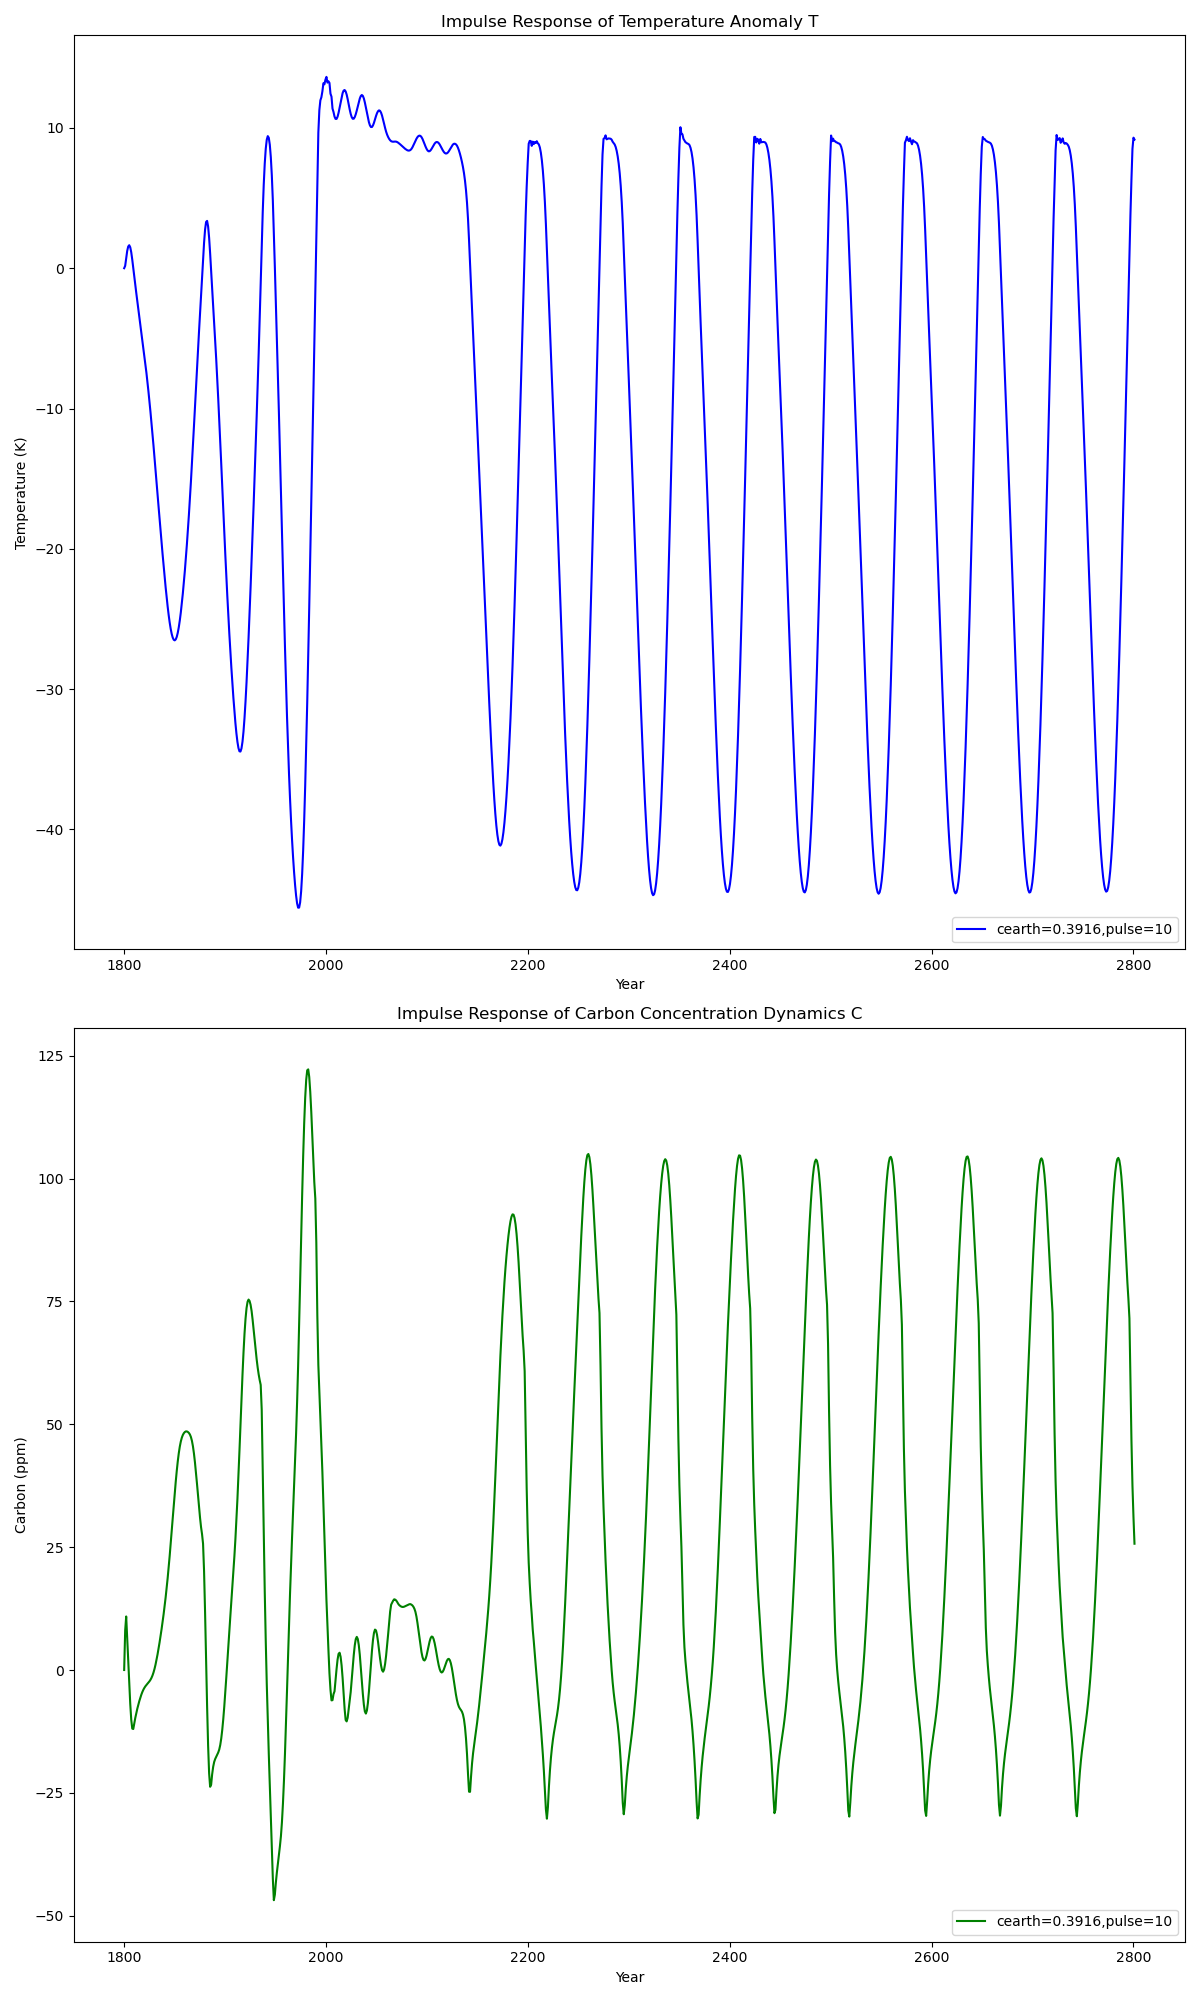 Impulse Response of Temperature Anomaly T
10
0
−10
−20
−30
−40
Temperature (K)
cearth=0.3916,pulse=10
1800 2000 2200 2400 2600 2800
Year
Impulse Response of Carbon Concentration Dynamics C
125
100
75
50
25
0
−25
−50
Carbon (ppm)
cearth=0.3916,pulse=10
1800 2000 2200 2400 2600 2800
Year